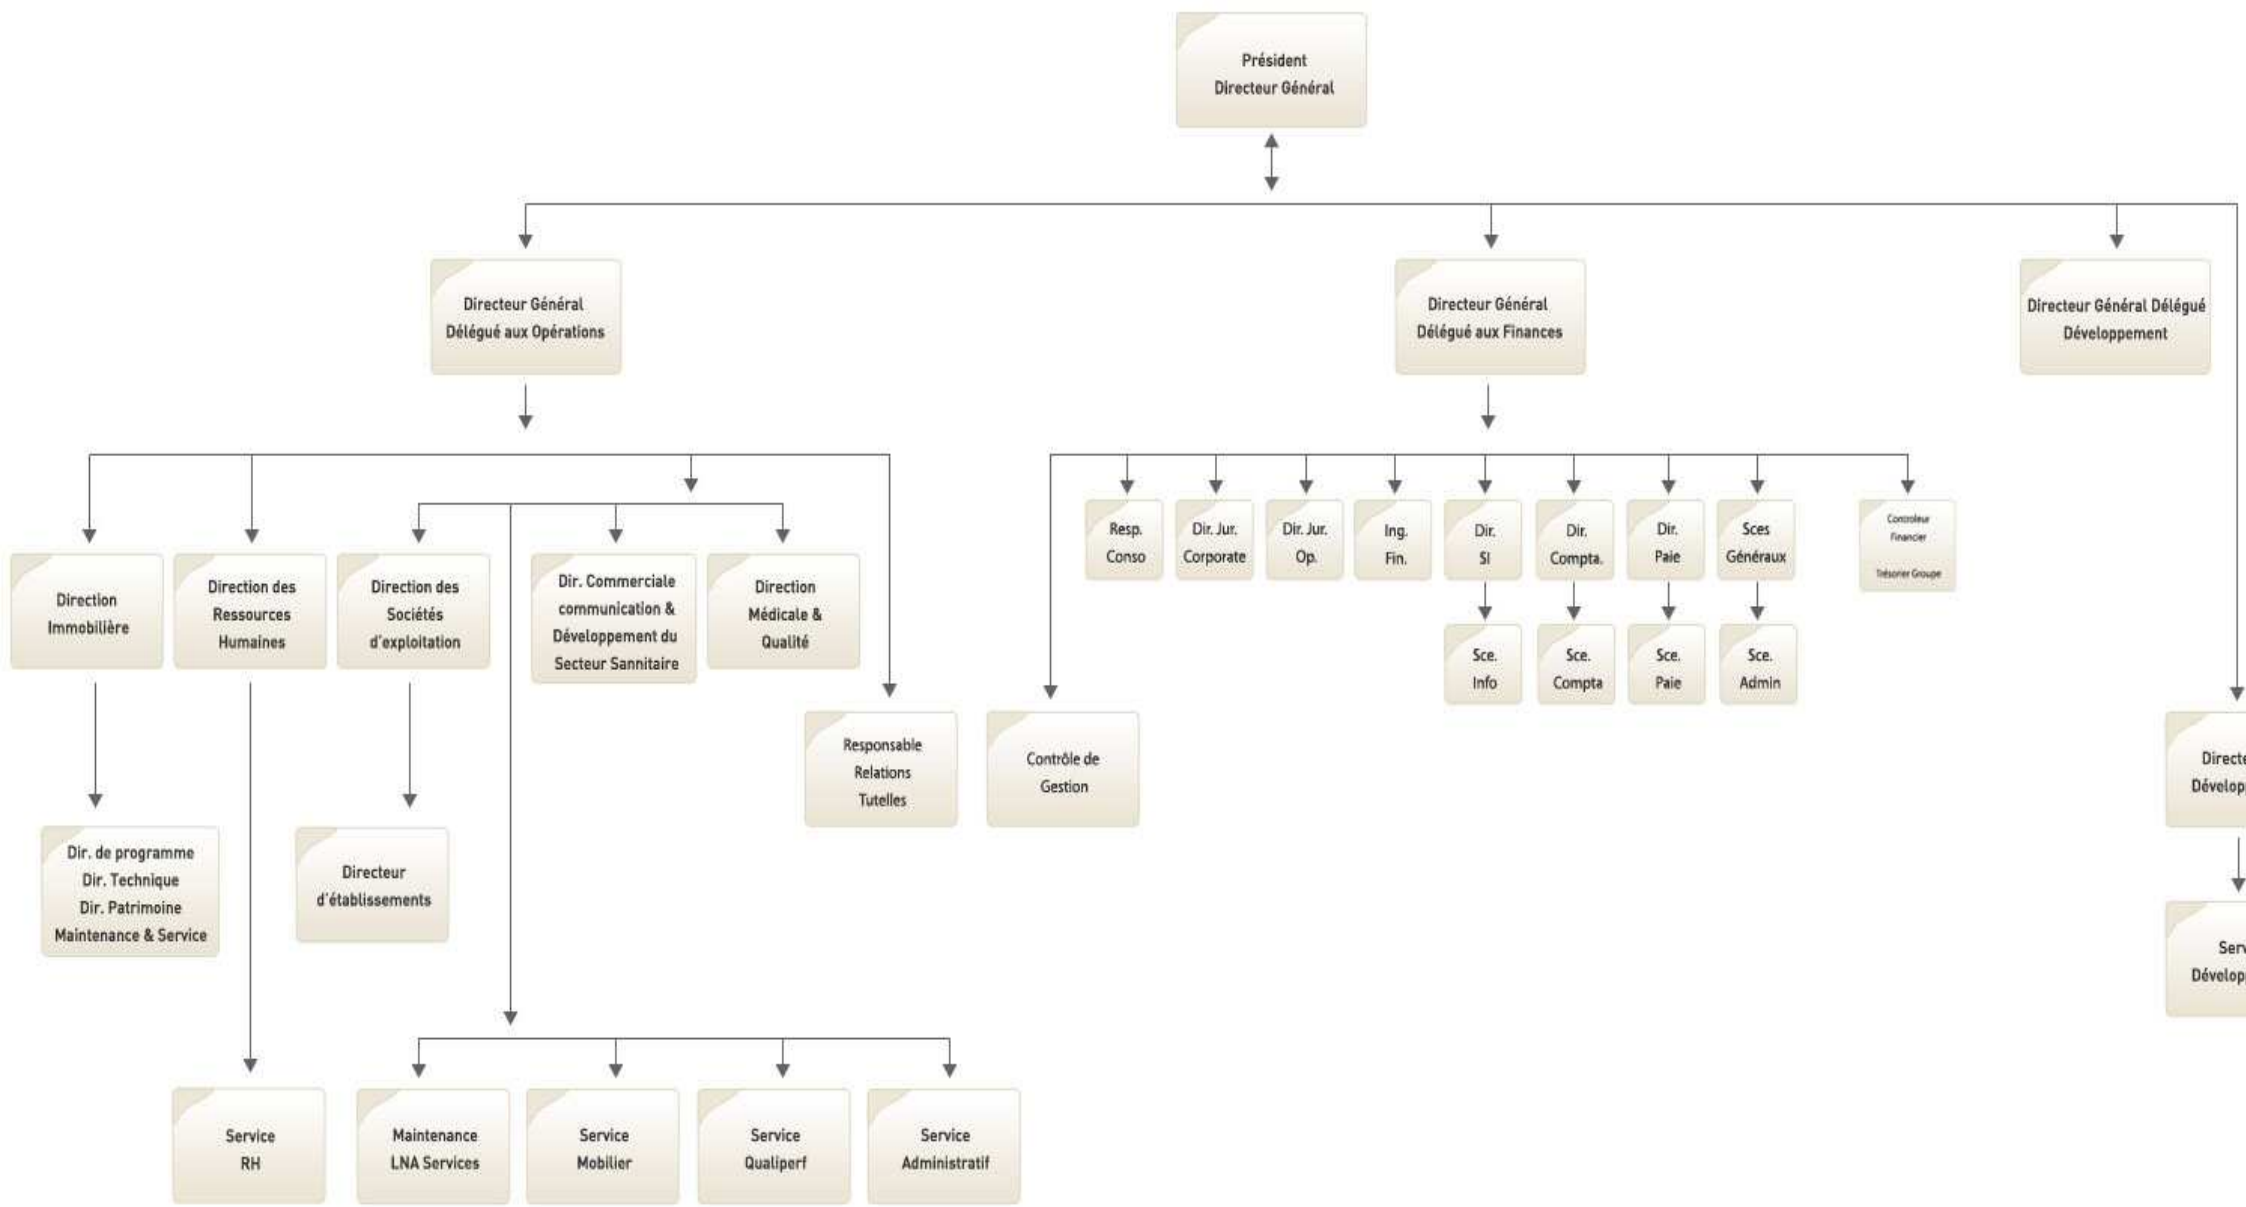 Président
Directeur Général
Directeur Général
Délégué aux Opérations
Directeur Général
Délégué aux Finances
Directeur Général Délégué
Développement
Resp.
Conso
Dir. Jur.
Corporate
Dir. Jur.
Op.
Ing.
Fin.
Dir.
SI
Dir.
Compta.
Dir.
Paie
Sces
Généraux
Controleur
Financier
Trésorier Groupe
Direction
Immobilière
Direction des
Ressources
Humaines
Direction des
Sociétés
d'exploitation
Dir. Commerciale
communication &
Développement du
Secteur Sannitaire
Direction
Médicale &
Qualité
Sce.
Info
Sce.
Compta
Sce.
Paie
Sce.
Admin
Responsable
Relations
Tutelles
Contrôle de
Gestion
Dir. de programme
Dir. Technique
Dir. Patrimoine
Maintenance & Service
Directeur
d'établissements
Service
RH
Maintenance
LNA Services
Service
Mobilier
Service
Qualiperf
Service
Administratif